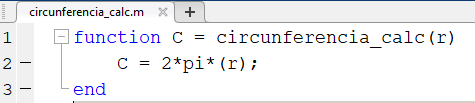 circunferencia_calc.m
1 function C = circunferencia_calc(r)
2 C = 2*pi*(r);
3 end